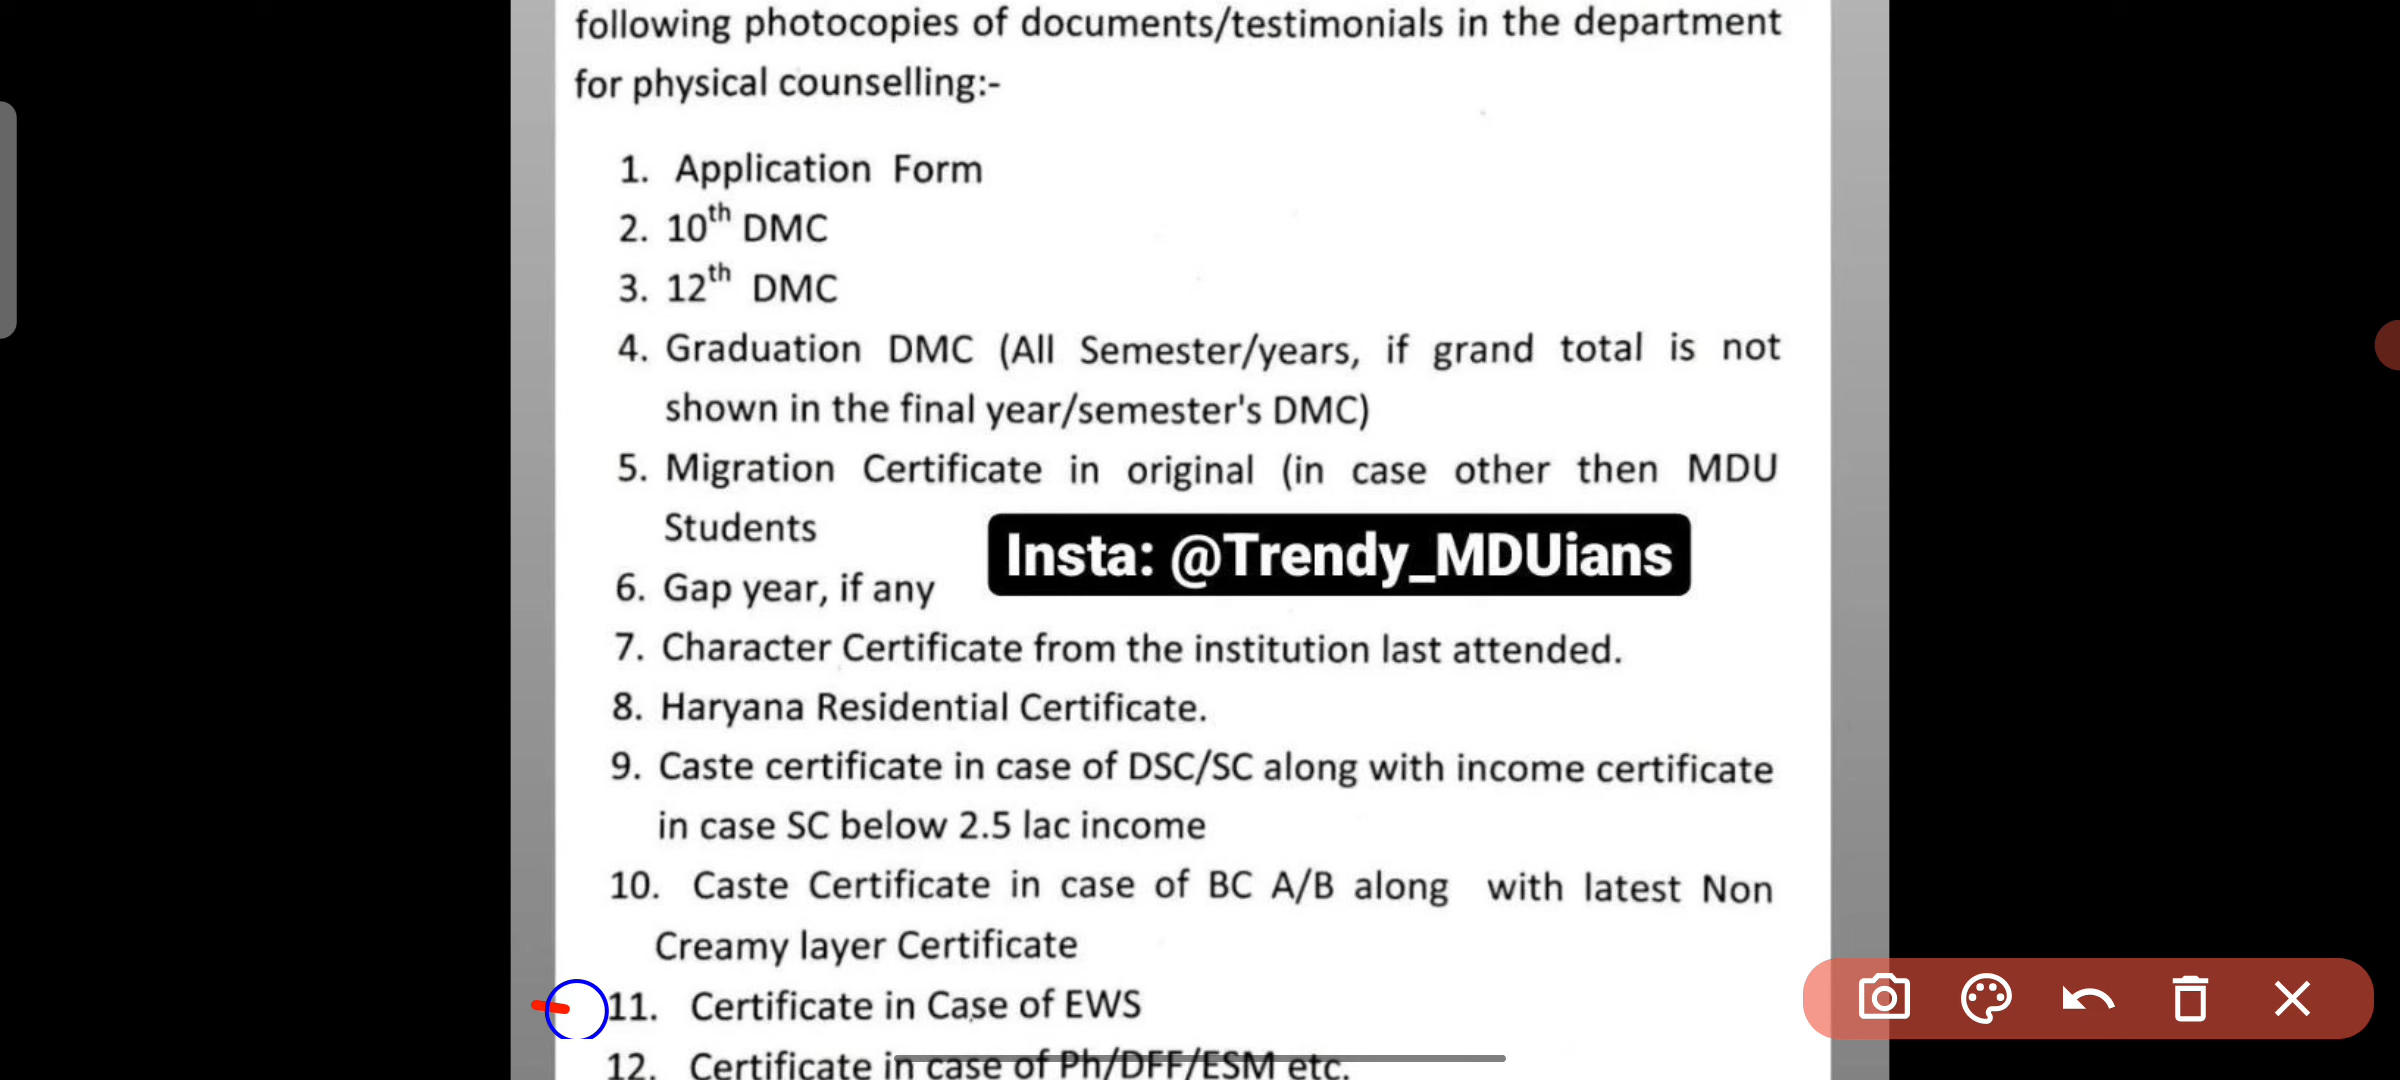 following photocopies of documents/testimonials in the department
for physical counselling:-
1. Application Form
2. 10th DMC
3. 12th DMC
4. Graduation DMC (All Semester/years, if grand total is not
shown in the final year/semester's DMC)
5. Migration Certificate in original (in case other then MDU
Students
Insta: @Trendy_MDUians
6. Gap year, if any
7. Character Certificate from the institution last attended.
8. Haryana Residential Certificate.
9. Caste certificate in case of DSC/SC along with income certificate
in case SC below 2.5 lac income
10. Caste Certificate in case of BC A/B along with latest Non
Creamy layer Certificate
11. Certificate in Case of EWS
12. Certificate in case of Ph/DFF/ESM etc.